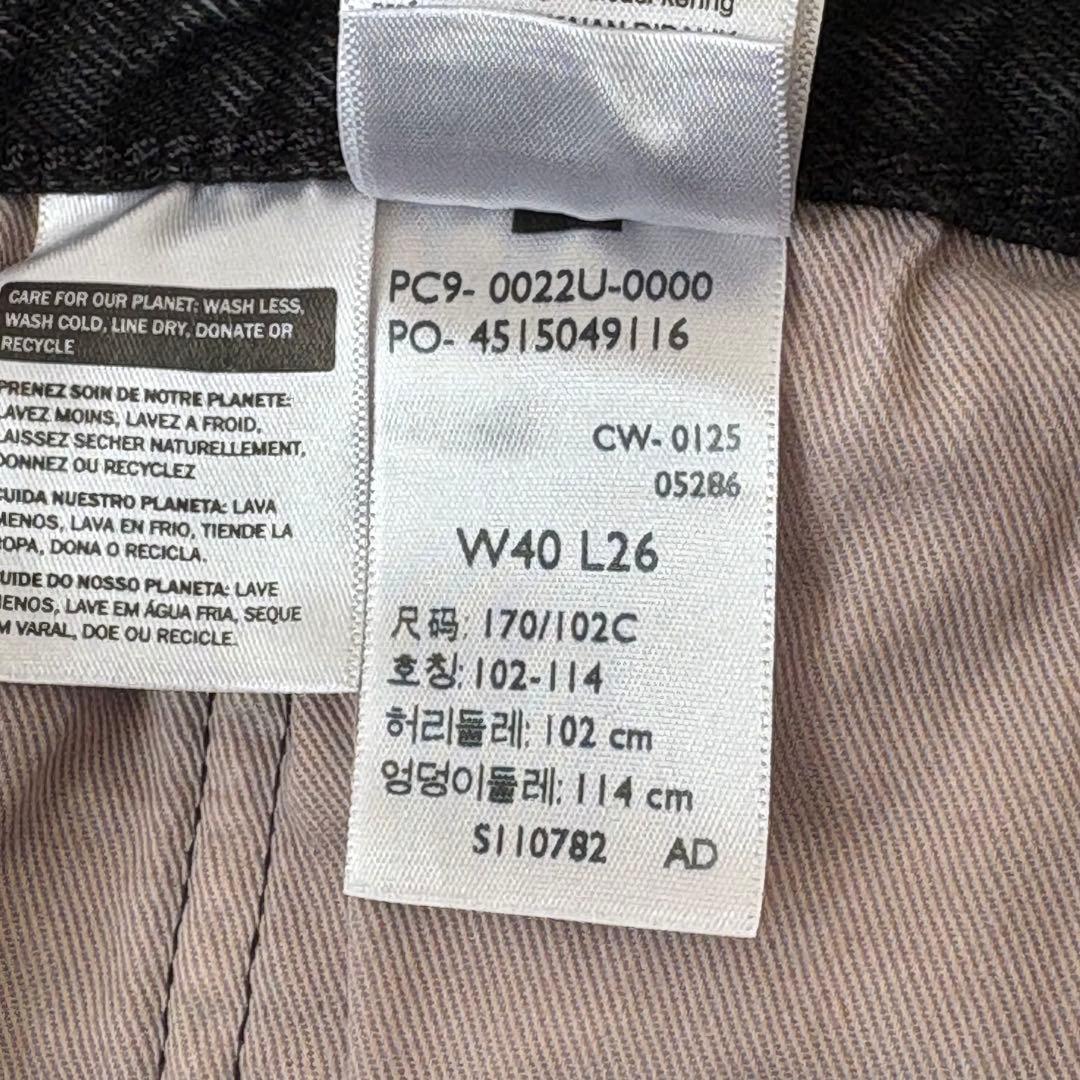 CARE FOR OUR PLANET: WASH LESS,
WASH COLD, LINE DRY, DONATE OR
RECYCLE
PRENEZ SOIN DE NOTRE PLANETE:
LAVEZ MOINS, LAVEZ A FROID,
LAISSEZ SECHER NATURELLEMENT,
DONNEZ OU RECYCLEZ
CUIDA NUESTRO PLANETA: LAVA
MENOS, LAVA EN FRIO, TIENDE LA
ROPA, DONA O RECICLA.
CUIDE DO NOSSO PLANETA: LAVE
MENOS, LAVE EM ÁGUA FRIA, SEQUE
EM VARAL, DOE OU RECICLE.
PC9- 0022U-0000
PO- 4515049116
CW- 0125
05286
W40 L26
尺码: 170/102C
호칭: 102-114
허리둘레: 102 cm
엉덩이둘레: 114 cm
S110782 AD